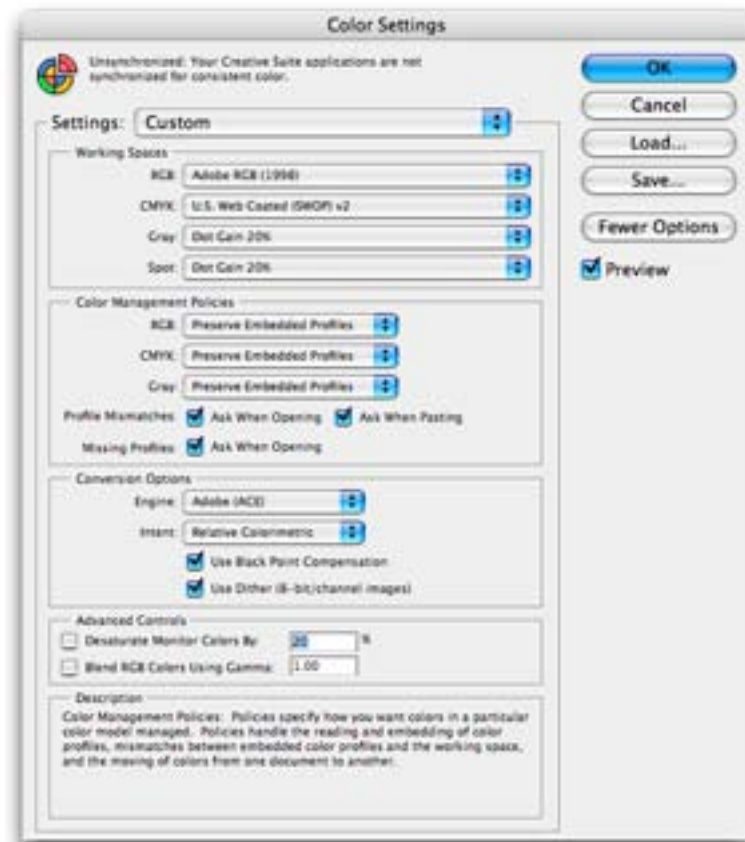 Color Settings
Unsynchronized: Your Creative Suite applications are not
synchronized for consistent color.
OK
Cancel
Load...
Save...
Fewer Options
Preview
Settings: Custom
Working Spaces
RGB: Adobe RGB (1998)
CMYK: U.S. Web Coated (SWOP) v2
Gray: Dot Gain 20%
Spot: Dot Gain 20%
Color Management Policies
RGB: Preserve Embedded Profiles
CMYK: Preserve Embedded Profiles
Gray: Preserve Embedded Profiles
Profile Mismatches: Ask When Opening Ask When Pasting
Missing Profiles: Ask When Opening
Conversion Options
Engine: Adobe (ACE)
Intent: Relative Colorimetric
Use Black Point Compensation
Use Dither (8-bit/channel images)
Advanced Controls
Desaturate Monitor Colors By: 20 %
Blend RGB Colors Using Gamma: 1.00
Description
Color Management Policies: Policies specify how you want colors in a particular
color model managed. Policies handle the reading and embedding of color
profiles, mismatches between embedded color profiles and the working space,
and the moving of colors from one document to another.